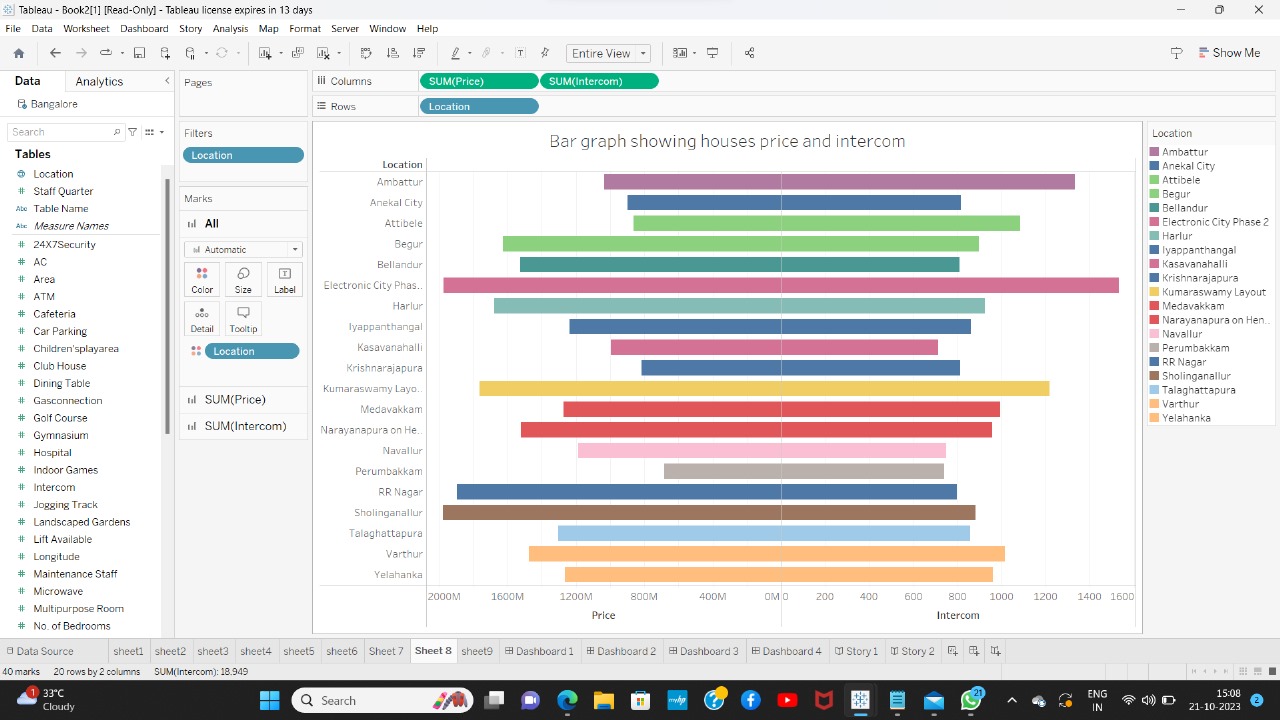 Tableau - Book2[1] [Read-Only] - Tableau license expires in 13 days
File Data Worksheet Dashboard Story Analysis Map Format Server Window Help
Entire View
Show Me
Data Analytics
Bangalore
Search
Tables
Location
Staff Quarter
Abc Table Name
Abc Measure Names
# 24X7Security
# AC
# Area
# ATM
# Cafeteria
# Car Parking
# Children'splayarea
# Club House
# Dining Table
# Gasconnection
# Golf Course
# Gymnasium
# Hospital
# Indoor Games
# Intercom
# Jogging Track
# Landscaped Gardens
# Lift Available
# Longitude
# Maintenance Staff
# Microwave
# Multipurpose Room
# No. of Bedrooms
Pages
Filters
Location
Marks
All
Automatic
Color Size Label
Detail Tooltip
Location
SUM(Price)
SUM(Intercom)
Columns SUM(Price) SUM(Intercom)
Rows Location
Bar graph showing houses price and intercom
Location
Ambattur
Anekal City
Attibele
Begur
Bellandur
Electronic City Phas..
Harlur
Iyappanthangal
Kasavanahalli
Krishnarajapura
Kumaraswamy Layo..
Medavakkam
Narayanapura on He..
Navallur
Perumbakkam
RR Nagar
Sholinganallur
Talaghattapura
Varthur
Yelahanka
2000M 1600M 1200M 800M 400M 0M 0 200 400 600 800 1000 1200 1400 1600
Price Intercom
Location
Ambattur
Anekal City
Attibele
Begur
Bellandur
Electronic City Phase 2
Harlur
Iyappanthangal
Kasavanahalli
Krishnarajapura
Kumaraswamy Layout
Medavakkam
Narayanapura on Hen..
Navallur
Perumbakkam
RR Nagar
Sholinganallur
Talaghattapura
Varthur
Yelahanka
Data Source sheet1 sheet2 sheet3 sheet4 sheet5 sheet6 Sheet 7 Sheet 8 sheet9 Dashboard 1 Dashboard 2 Dashboard 3 Dashboard 4 Story 1 Story 2
40 marks 20 rows by 2 columns SUM(Intercom): 18.949
1
33°C
Cloudy
Search
myhp
21
ENG
IN
15:08
21-10-2023
2